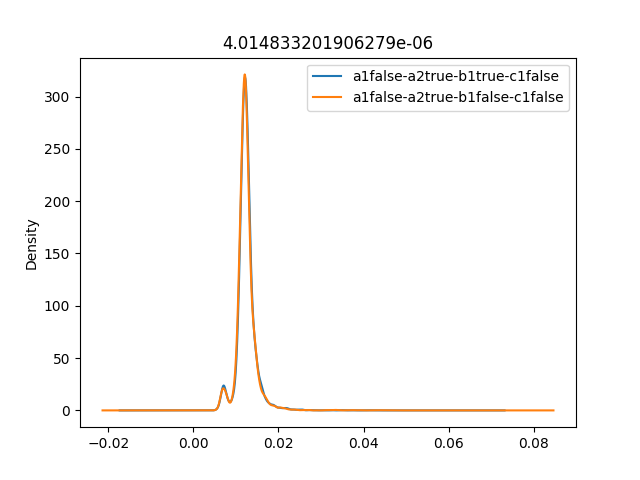 4.014833201906279e-06
a1false-a2true-b1true-c1false
a1false-a2true-b1false-c1false
Density
300
250
200
150
100
50
0
−0.02 0.00 0.02 0.04 0.06 0.08